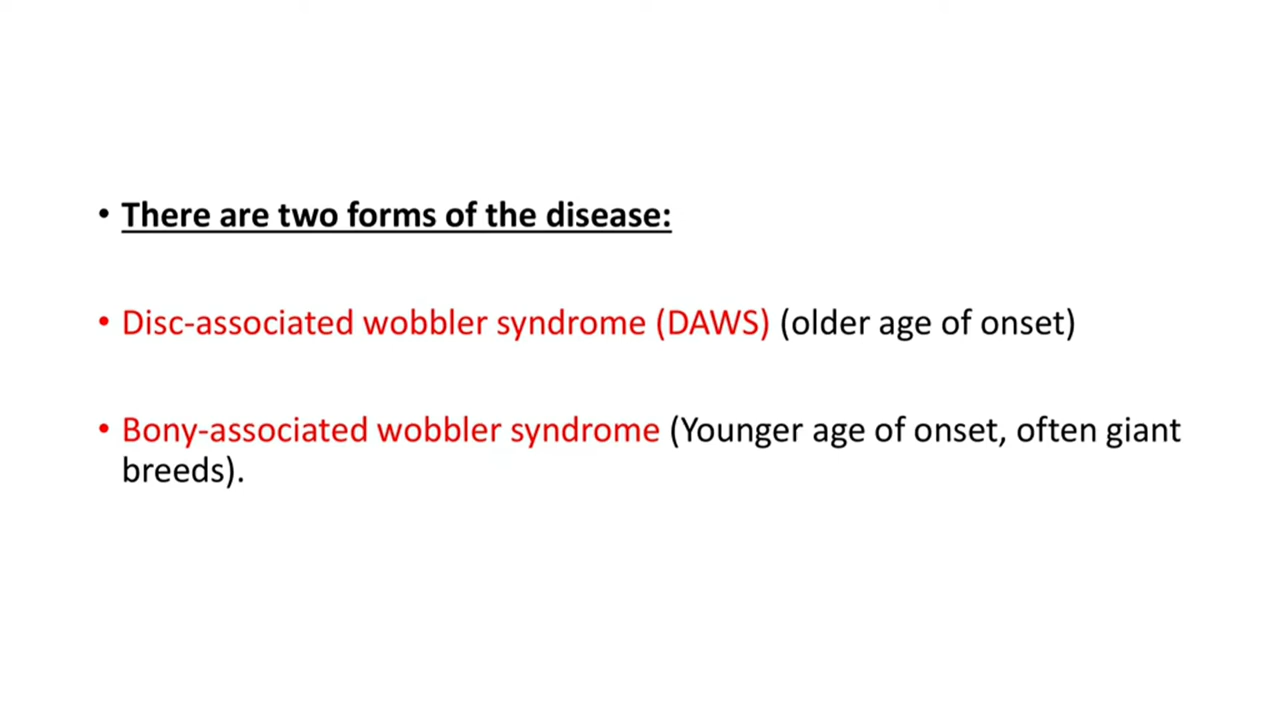 • There are two forms of the disease:
• Disc-associated wobbler syndrome (DAWS) (older age of onset)
• Bony-associated wobbler syndrome (Younger age of onset, often giant
breeds).